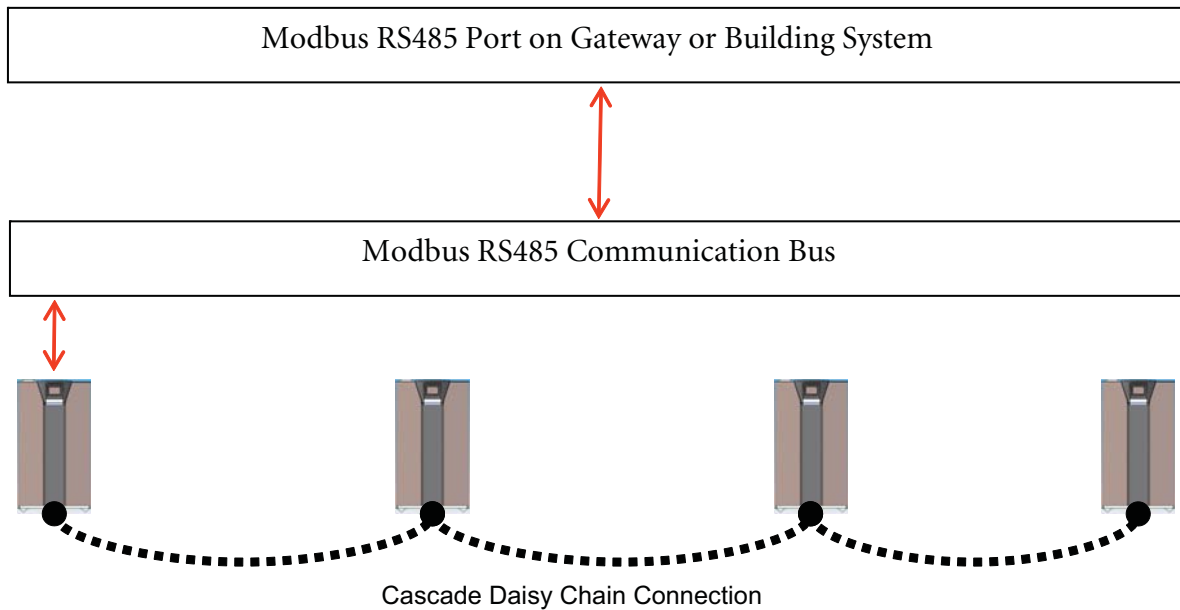 Modbus RS485 Port on Gateway or Building System
Modbus RS485 Communication Bus
Cascade Daisy Chain Connection